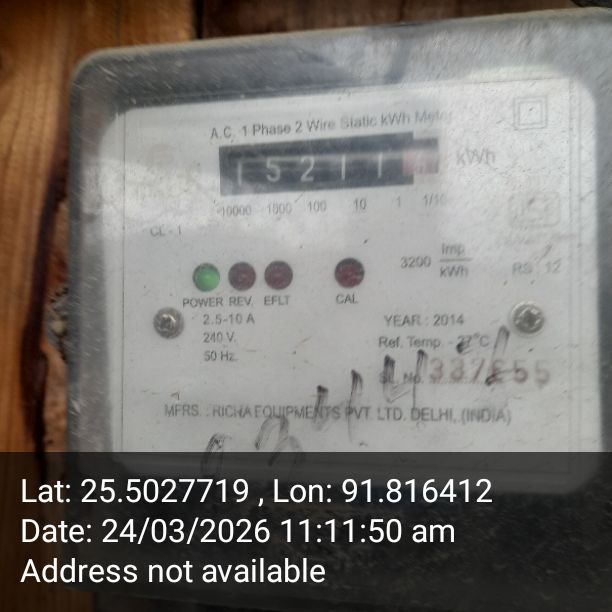 A.C. 1 Phase 2 Wire Static kWh Meter
1 5 2 1 1 kWh
10000 1000 100 10 1 1/10
CL - 1
3200 Imp/kWh
RS : 12
POWER REV. EFLT CAL
2.5-10 A
240 V.
50 Hz.
YEAR : 2014
Ref. Temp. - 27°C
SL. No.
MFRS. : RICHA EQUIPMENTS PVT. LTD. DELHI, (INDIA)
Lat: 25.5027719 , Lon: 91.816412
Date: 24/03/2026 11:11:50 am
Address not available